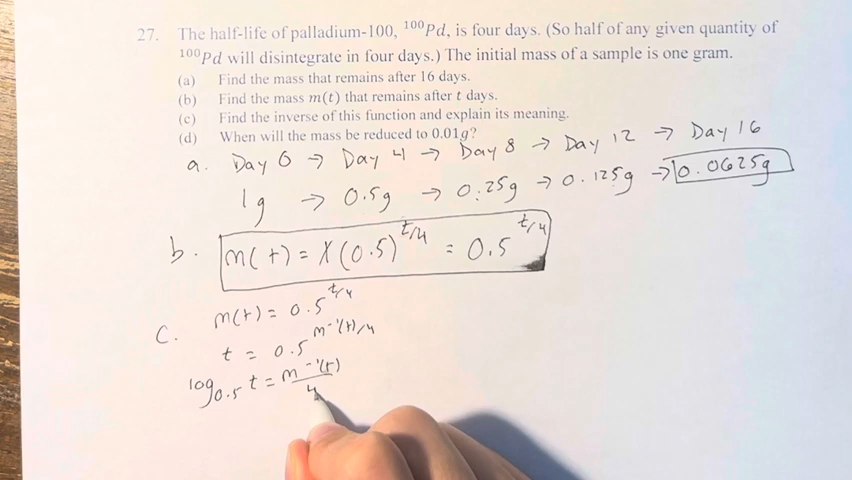 27. The half-life of palladium-100, ¹⁰⁰Pd, is four days. (So half of any given quantity of
¹⁰⁰Pd will disintegrate in four days.) The initial mass of a sample is one gram.
(a) Find the mass that remains after 16 days.
(b) Find the mass m(t) that remains after t days.
(c) Find the inverse of this function and explain its meaning.
(d) When will the mass be reduced to 0.01g?
a. Day 0 → Day 4 → Day 8 → Day 12 → Day 16
1g → 0.5g → 0.25g → 0.125g → 0.0625g
b. m(t) = 1(0.5)^{t/4} = 0.5^{t/4}
c. m(t) = 0.5^{t/4}
t = 0.5^{m⁻¹(t)/4}
log₀.₅ t = m⁻¹(t)/4